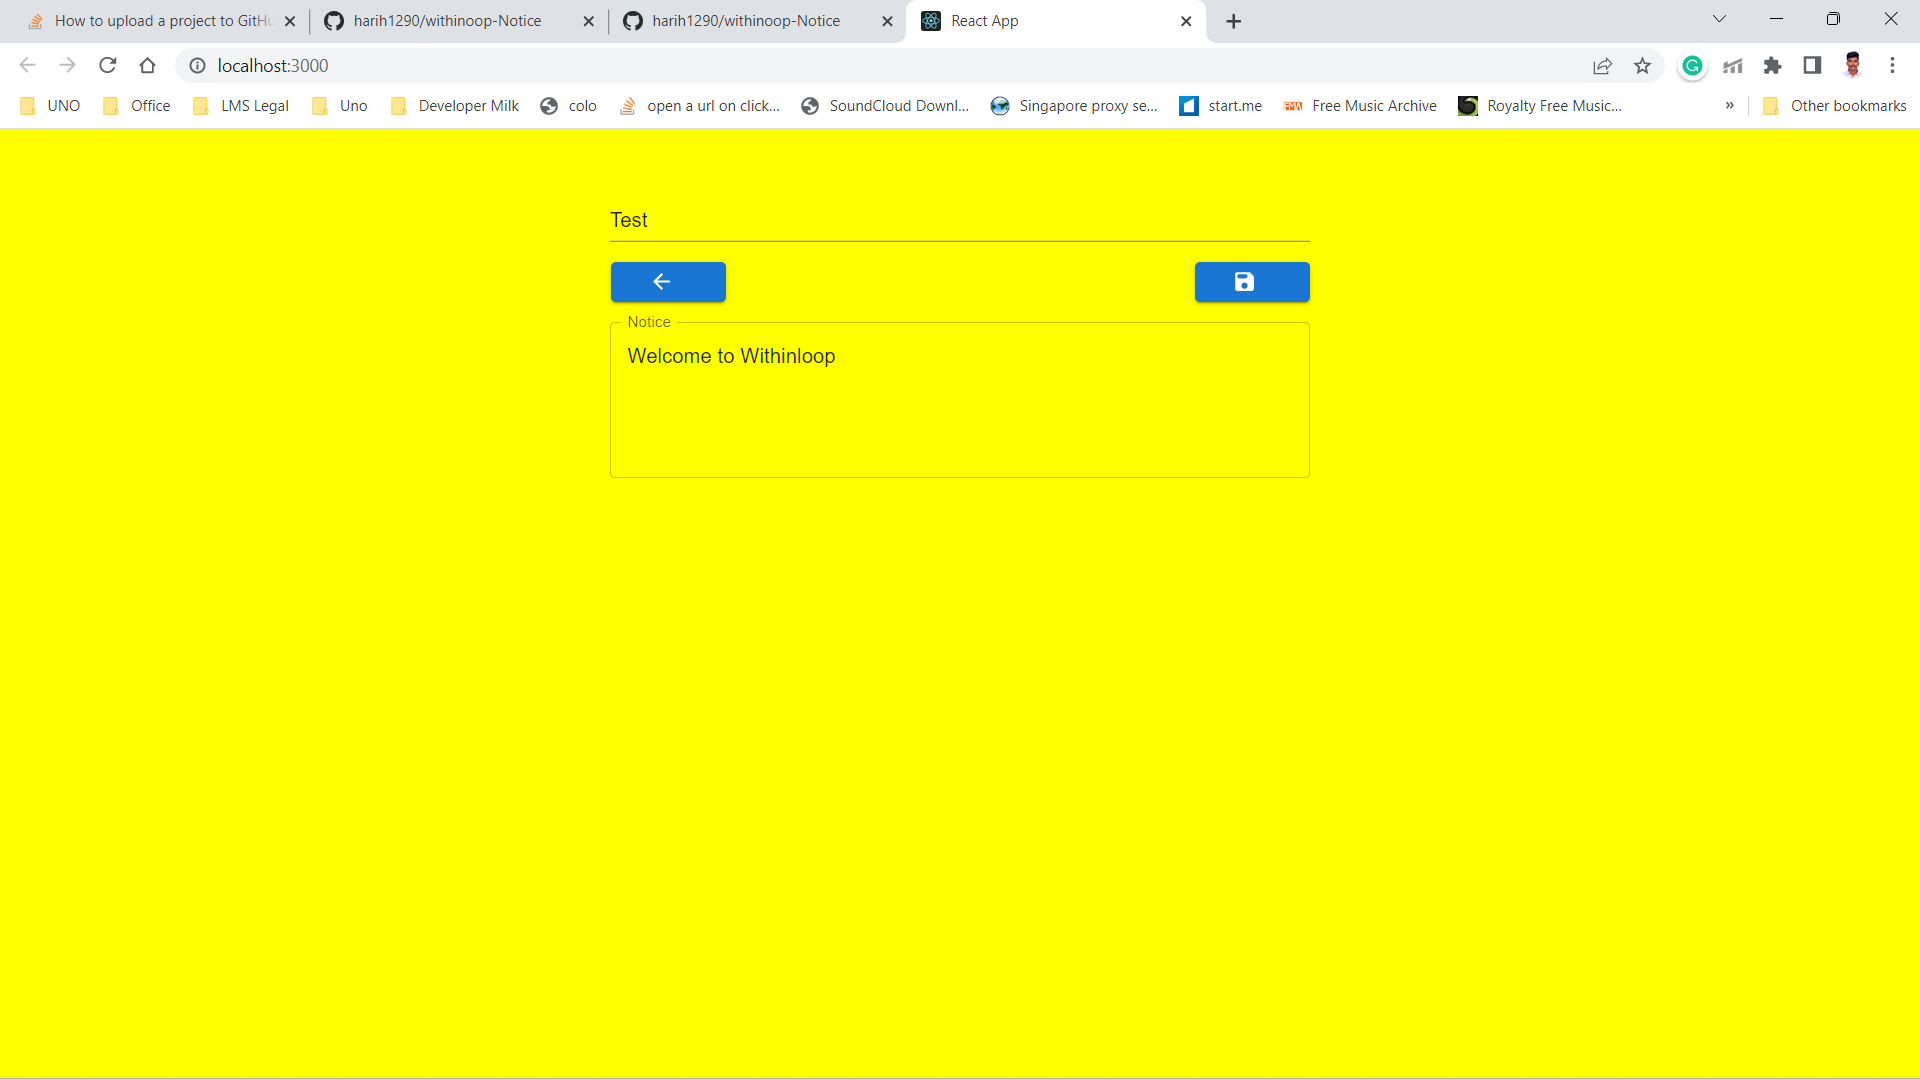 How to upload a project to GitHu
harih1290/withinoop-Notice
harih1290/withinoop-Notice
React App
localhost:3000
UNO
Office
LMS Legal
Uno
Developer Milk
colo
open a url on click...
SoundCloud Downl...
Singapore proxy se...
start.me
FMA
Free Music Archive
Royalty Free Music...
»
Other bookmarks
Test
Notice
Welcome to Withinloop